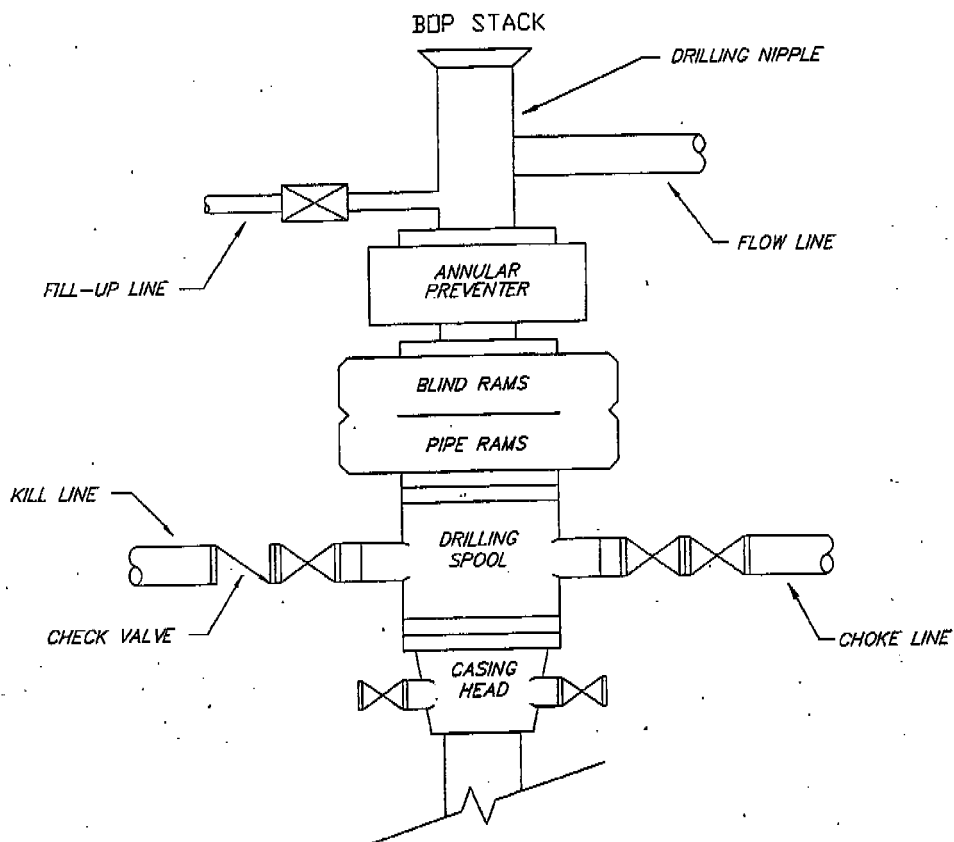 BOP STACK
DRILLING NIPPLE
FLOW LINE
FILL-UP LINE
ANNULAR
PREVENTER
BLIND RAMS
PIPE RAMS
KILL LINE
DRILLING
SPOOL
CHECK VALVE
CHOKE LINE
CASING
HEAD